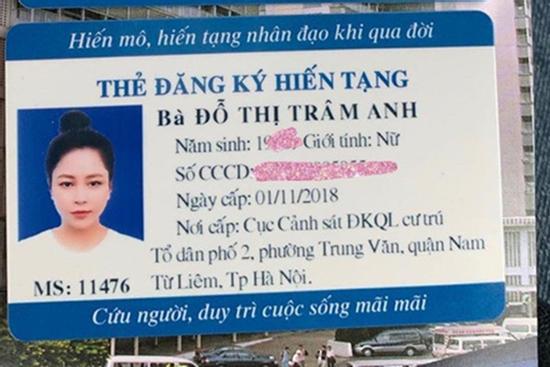 Hiến mô, hiến tạng nhân đạo khi qua đời
THẺ ĐĂNG KÝ HIẾN TẠNG
Bà ĐỖ THỊ TRÂM ANH
Năm sinh: 19 Giới tính: Nữ
Số CCCD:
Ngày cấp: 01/11/2018
Nơi cấp: Cục Cảnh sát ĐKQL cư trú
Tổ dân phố 2, phường Trung Văn, quận Nam
Từ Liêm, Tp Hà Nội.
MS: 11476
Cứu người, duy trì cuộc sống mãi mãi